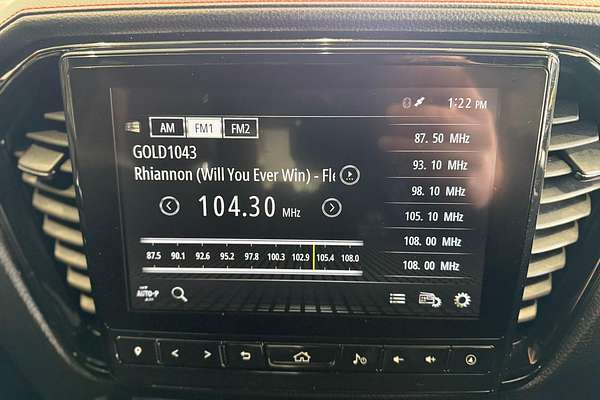 1:22 PM
AM FM1 FM2
GOLD1043
Rhiannon (Will You Ever Win) - Fle
104.30 MHz
87.5 90.1 92.6 95.2 97.8 100.3 102.9 105.4 108.0
AUTO-P
87. 50 MHz
93. 10 MHz
98. 10 MHz
105. 10 MHz
108. 00 MHz
108. 00 MHz